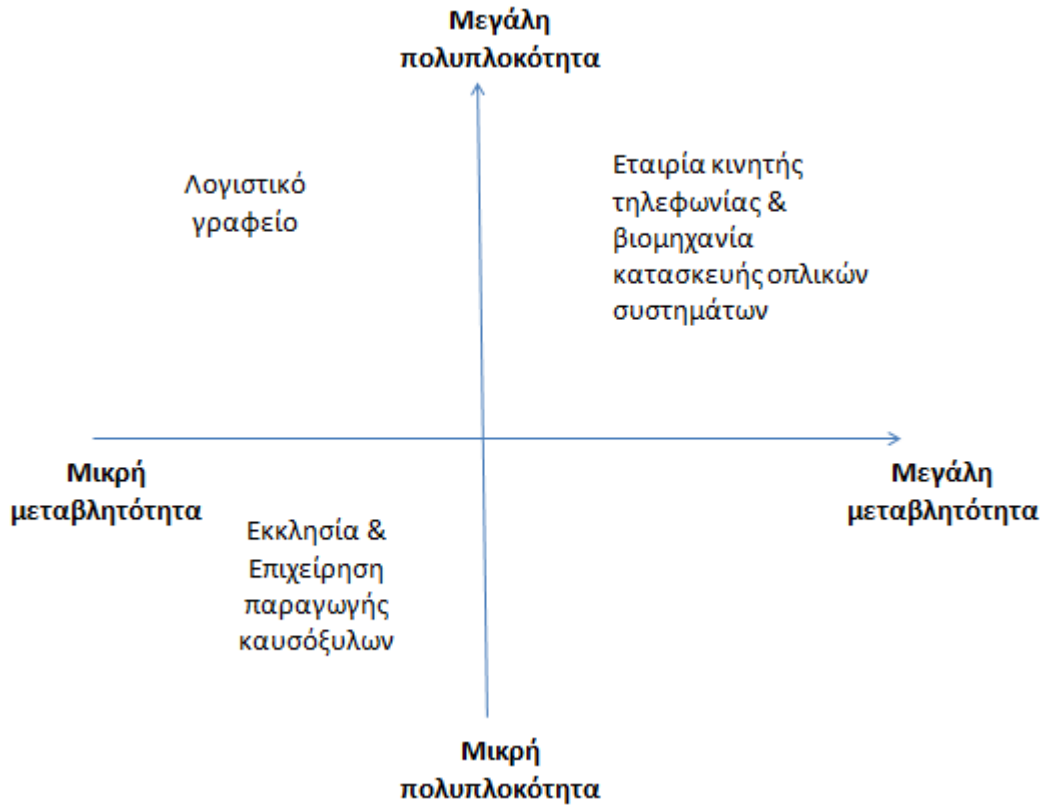 Μεγάλη
πολυπλοκότητα
Λογιστικό
γραφείο
Εταιρία κινητής
τηλεφωνίας &
βιομηχανία
κατασκευής οπλικών
συστημάτων
Μικρή
μεταβλητότητα
Μεγάλη
μεταβλητότητα
Εκκλησία &
Επιχείρηση
παραγωγής
καυσόξυλων
Μικρή
πολυπλοκότητα